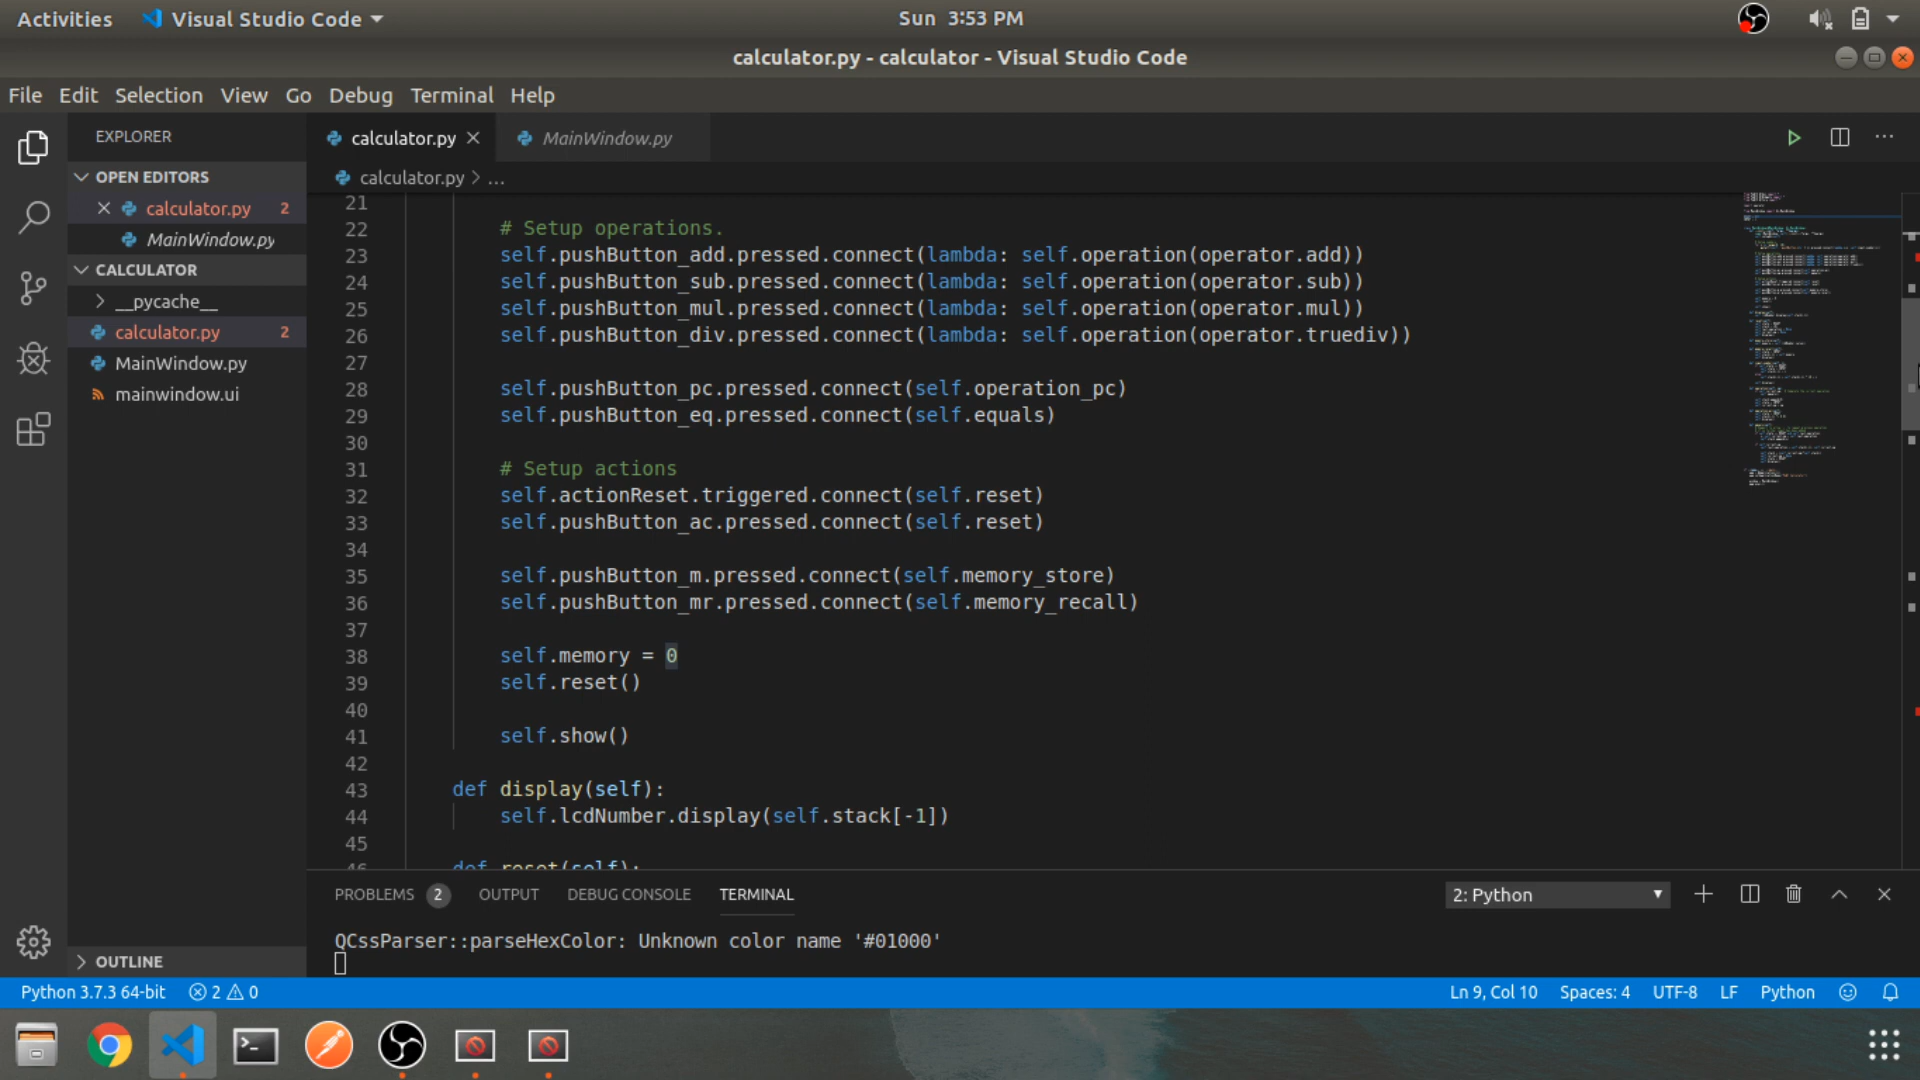 Activities
Visual Studio Code
Sun 3:53 PM
calculator.py - calculator - Visual Studio Code
File Edit Selection View Go Debug Terminal Help
EXPLORER
OPEN EDITORS
calculator.py 2
MainWindow.py
CALCULATOR
__pycache__
calculator.py 2
MainWindow.py
mainwindow.ui
OUTLINE
calculator.py
MainWindow.py
calculator.py > ...
21
22 # Setup operations.
23 self.pushButton_add.pressed.connect(lambda: self.operation(operator.add))
24 self.pushButton_sub.pressed.connect(lambda: self.operation(operator.sub))
25 self.pushButton_mul.pressed.connect(lambda: self.operation(operator.mul))
26 self.pushButton_div.pressed.connect(lambda: self.operation(operator.truediv))
27
28 self.pushButton_pc.pressed.connect(self.operation_pc)
29 self.pushButton_eq.pressed.connect(self.equals)
30
31 # Setup actions
32 self.actionReset.triggered.connect(self.reset)
33 self.pushButton_ac.pressed.connect(self.reset)
34
35 self.pushButton_m.pressed.connect(self.memory_store)
36 self.pushButton_mr.pressed.connect(self.memory_recall)
37
38 self.memory = 0
39 self.reset()
40
41 self.show()
42
43 def display(self):
44 self.lcdNumber.display(self.stack[-1])
45
46 def reset(self):
PROBLEMS 2 OUTPUT DEBUG CONSOLE TERMINAL
2: Python
QCssParser::parseHexColor: Unknown color name '#01000'
Python 3.7.3 64-bit 2 0
Ln 9, Col 10 Spaces: 4 UTF-8 LF Python